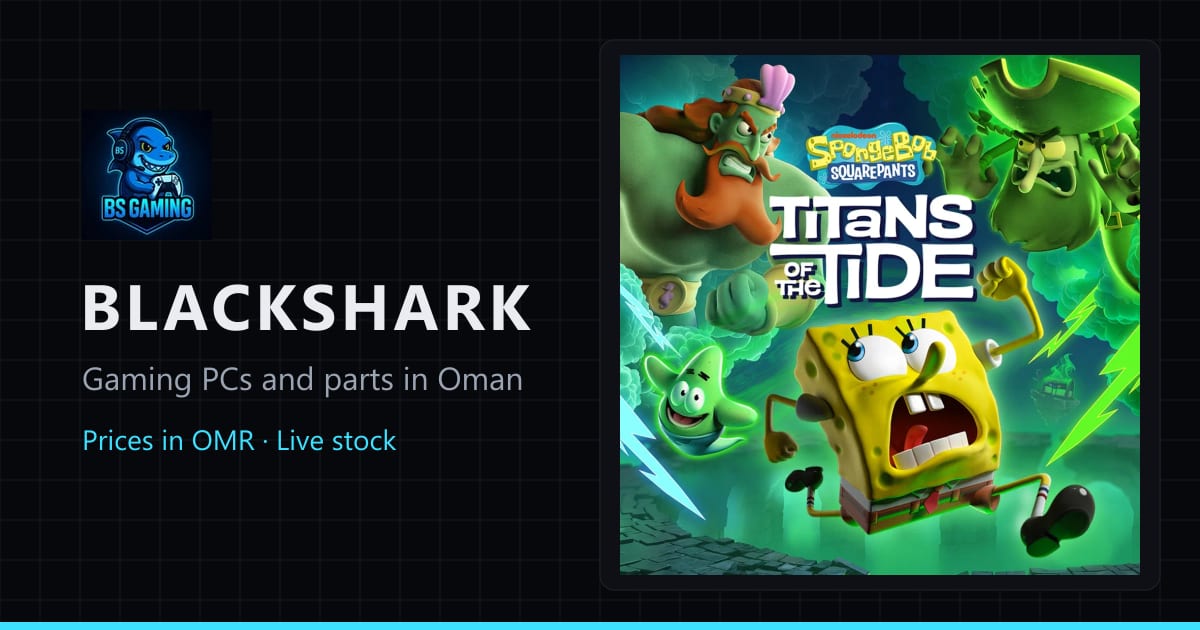 BS
BS GAMING
BLACKSHARK
Gaming PCs and parts in Oman
Prices in OMR · Live stock
nickelodeon
SpongeBob
SQUAREPANTS
TITaNS
OF THE TiDE